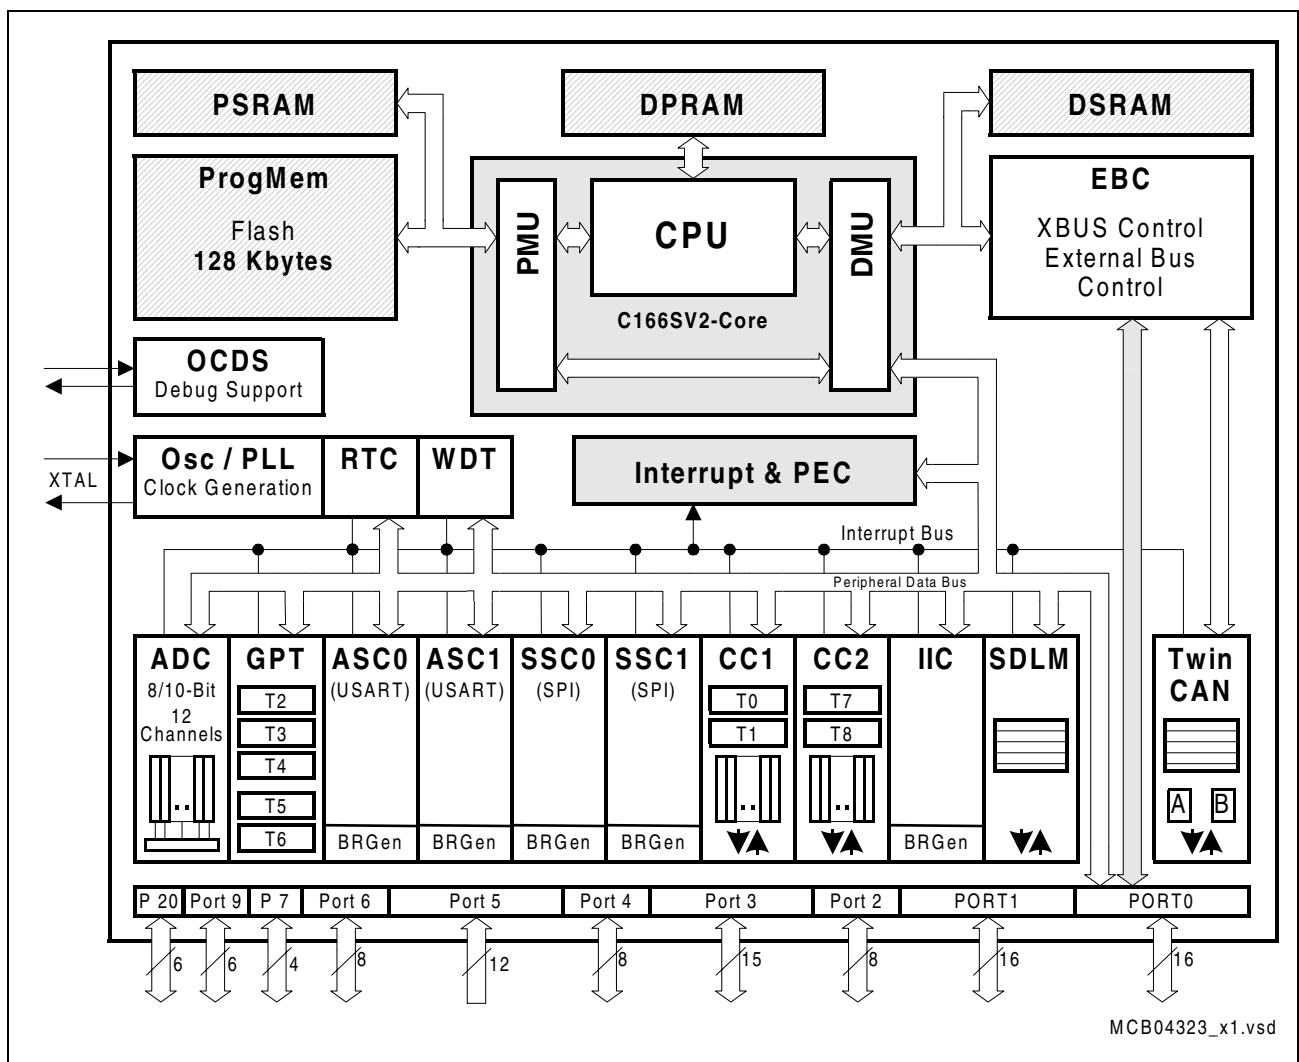 PSRAM
DPRAM
DSRAM
ProgMem
Flash
128 Kbytes
PMU
CPU
DMU
C166SV2-Core
EBC
XBUS Control
External Bus
Control
OCDS
Debug Support
XTAL
Osc / PLL
Clock Generation
RTC
WDT
Interrupt & PEC
Interrupt Bus
Peripheral Data Bus
ADC
8/10-Bit
12
Channels
GPT
T2
T3
T4
T5
T6
ASC0
(USART)
BRGen
ASC1
(USART)
BRGen
SSC0
(SPI)
BRGen
SSC1
(SPI)
BRGen
CC1
T0
T1
CC2
T7
T8
IIC
BRGen
SDLM
Twin
CAN
A
B
P 20
Port 9
P 7
Port 6
Port 5
Port 4
Port 3
Port 2
PORT1
PORT0
6
6
4
8
12
8
15
8
16
16
MCB04323_x1.vsd